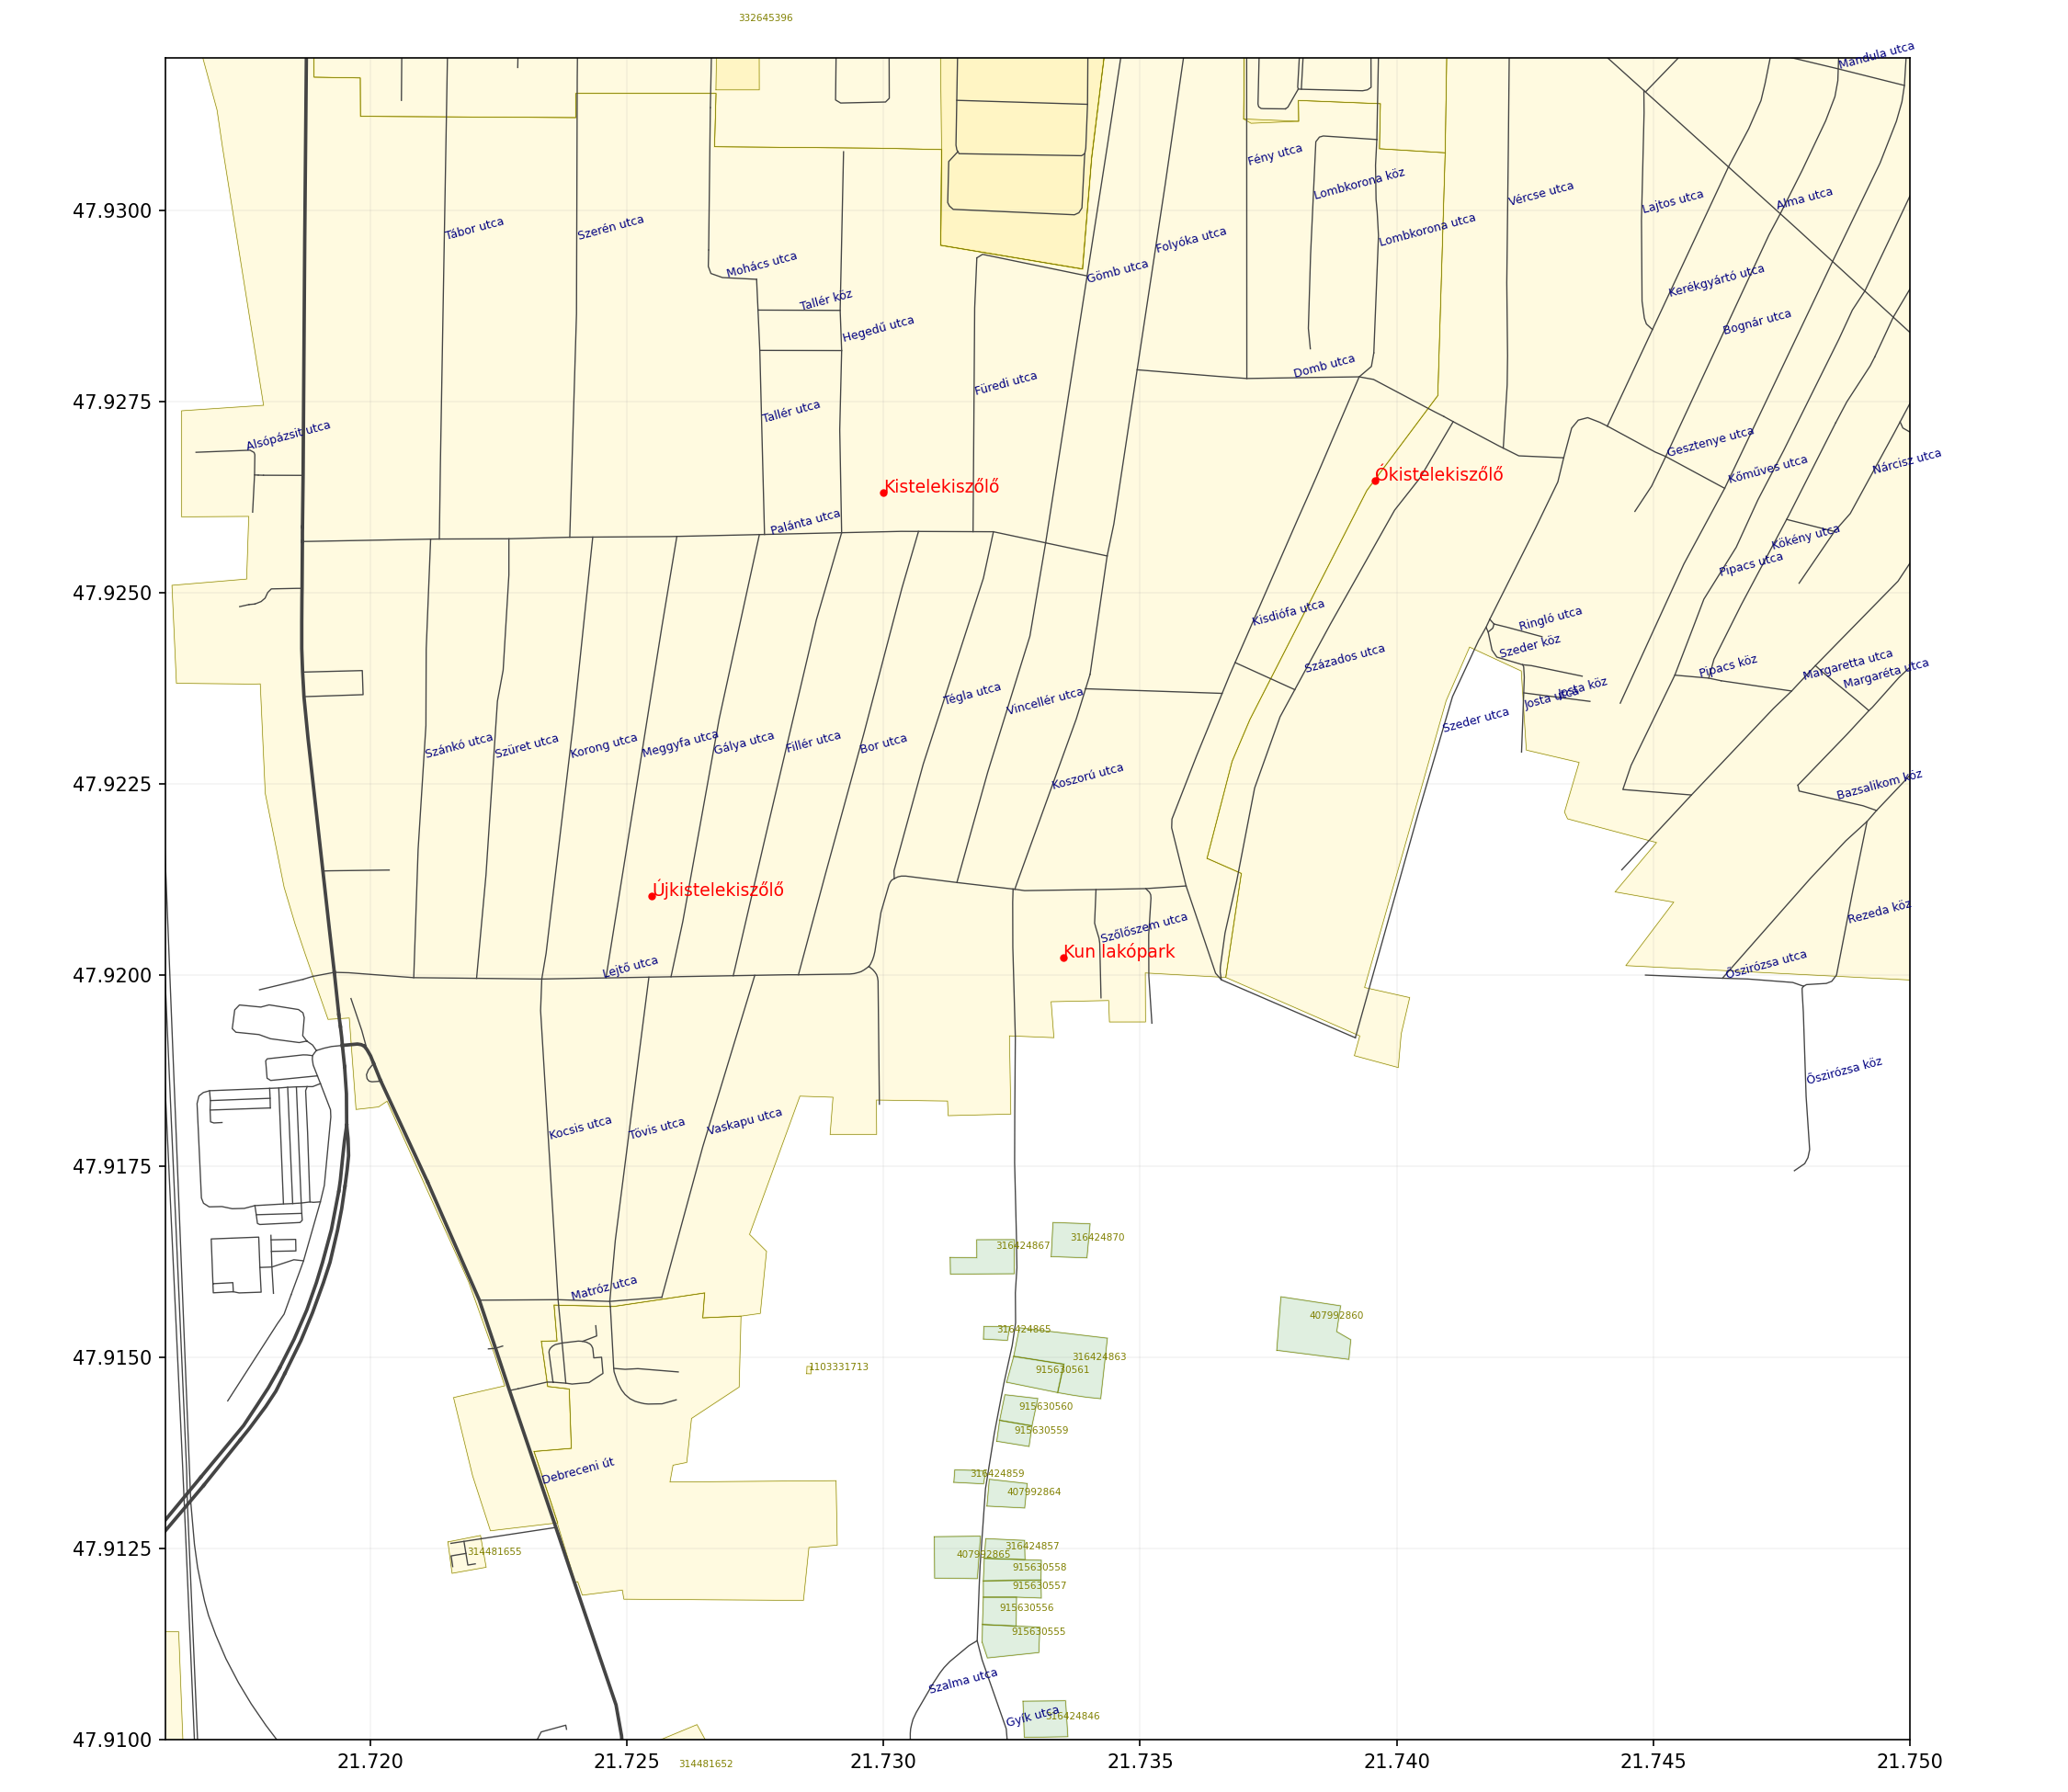 332645396
Mandula utca
47.9300
Fény utca
Lombkorona köz
Vércse utca
Lajtos utca
Alma utca
Tábor utca
Szerén utca
Lombkorona utca
Folyóka utca
Mohács utca
Gömb utca
Kerékgyártó utca
Tallér köz
Hegedű utca
Bognár utca
Domb utca
47.9275
Füredi utca
Tallér utca
Alsópázsit utca
Gesztenye utca
Kőműves utca
Nárcisz utca
Kistelekiszőlő
Ókistelekiszőlő
Palánta utca
Kökény utca
Pipacs utca
47.9250
Kisdiófa utca
Ringló utca
Szeder köz
Százados utca
Pipacs köz
Margaretta utca
Margaréta utca
Josta utca
Josta köz
Tégla utca
Vincellér utca
Szeder utca
Szánkó utca
Szüret utca
Korong utca
Meggyfa utca
Gálya utca
Fillér utca
Bor utca
47.9225
Koszorú utca
Bazsalikom köz
Újkistelekiszőlő
Rezeda köz
Szőlőszem utca
Kun lakópark
47.9200
Lejtő utca
Őszirózsa utca
Őszirózsa köz
Kocsis utca
Tövis utca
Vaskapu utca
47.9175
316424870
316424867
Matróz utca
407992860
316424865
47.9150
316424863
1103331713
915630561
915630560
915630559
Debreceni út
316424859
407992864
47.9125
314481655
316424857
407992865
915630558
915630557
915630556
915630555
Szalma utca
Gyík utca
316424846
47.9100
21.720
21.725
21.730
21.735
21.740
21.745
21.750
314481652